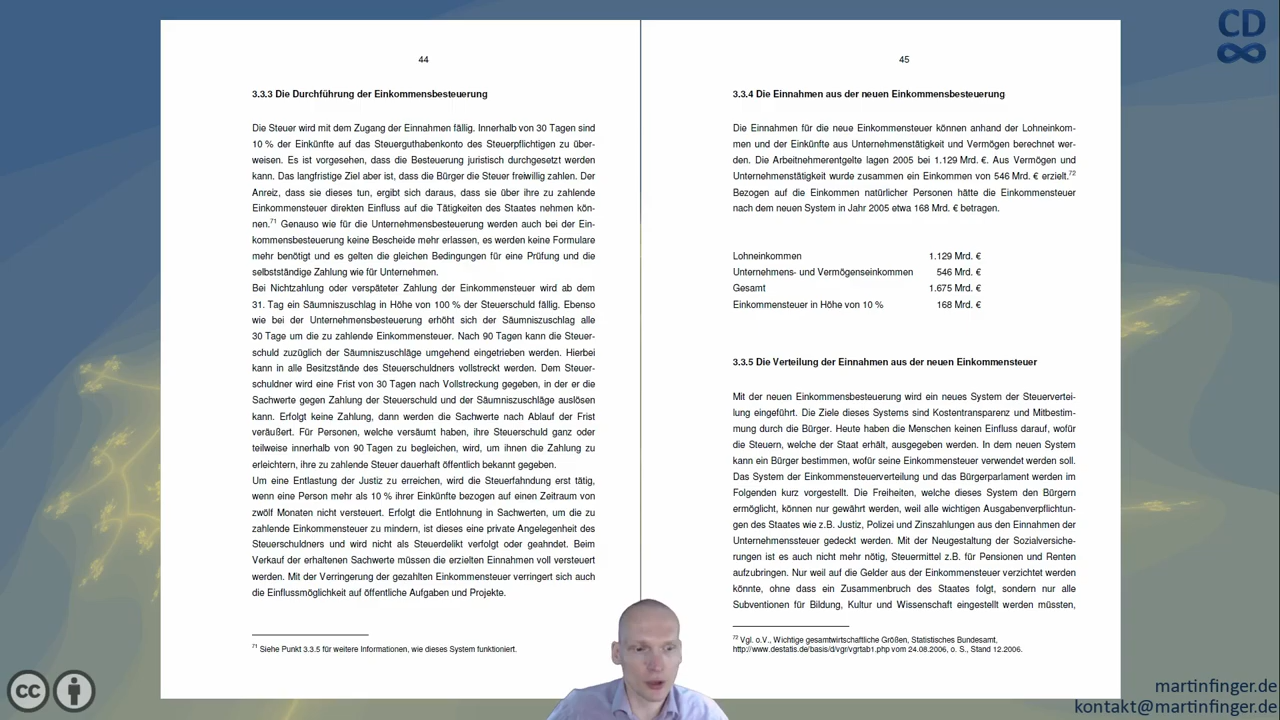 CD
44
3.3.3 Die Durchführung der Einkommensbesteuerung
Die Steuer wird mit dem Zugang der Einnahmen fällig. Innerhalb von 30 Tagen sind
10 % der Einkünfte auf das Steuerguthabenkonto des Steuerpflichtigen zu über-
weisen. Es ist vorgesehen, dass die Besteuerung juristisch durchgesetzt werden
kann. Das langfristige Ziel aber ist, dass die Bürger die Steuer freiwillig zahlen. Der
Anreiz, dass sie dieses tun, ergibt sich daraus, dass sie über ihre zu zahlende
Einkommensteuer direkten Einfluss auf die Tätigkeiten des Staates nehmen kön-
nen.71 Genauso wie für die Unternehmensbesteuerung werden auch bei der Ein-
kommensbesteuerung keine Bescheide mehr erlassen, es werden keine Formulare
mehr benötigt und es gelten die gleichen Bedingungen für eine Prüfung und die
selbstständige Zahlung wie für Unternehmen.
Bei Nichtzahlung oder verspäteter Zahlung der Einkommensteuer wird ab dem
31. Tag ein Säumniszuschlag in Höhe von 100 % der Steuerschuld fällig. Ebenso
wie bei der Unternehmensbesteuerung erhöht sich der Säumniszuschlag alle
30 Tage um die zu zahlende Einkommensteuer. Nach 90 Tagen kann die Steuer-
schuld zuzüglich der Säumniszuschläge umgehend eingetrieben werden. Hierbei
kann in alle Besitzstände des Steuerschuldners vollstreckt werden. Dem Steuer-
schuldner wird eine Frist von 30 Tagen nach Vollstreckung gegeben, in der er die
Sachwerte gegen Zahlung der Steuerschuld und der Säumniszuschläge auslösen
kann. Erfolgt keine Zahlung, dann werden die Sachwerte nach Ablauf der Frist
veräußert. Für Personen, welche versäumt haben, ihre Steuerschuld ganz oder
teilweise innerhalb von 90 Tagen zu begleichen, wird, um ihnen die Zahlung zu
erleichtern, ihre zu zahlende Steuer dauerhaft öffentlich bekannt gegeben.
Um eine Entlastung der Justiz zu erreichen, wird die Steuerfahndung erst tätig,
wenn eine Person mehr als 10 % ihrer Einkünfte bezogen auf einen Zeitraum von
zwölf Monaten nicht versteuert. Erfolgt die Entlohnung in Sachwerten, um die zu
zahlende Einkommensteuer zu mindern, ist dieses eine private Angelegenheit des
Steuerschuldners und wird nicht als Steuerdelikt verfolgt oder geahndet. Beim
Verkauf der erhaltenen Sachwerte müssen die erzielten Einnahmen voll versteuert
werden. Mit der Verringerung der gezahlten Einkommensteuer verringert sich auch
die Einflussmöglichkeit auf öffentliche Aufgaben und Projekte.
71 Siehe Punkt 3.3.5 für weitere Informationen, wie dieses System funktioniert.
45
3.3.4 Die Einnahmen aus der neuen Einkommensbesteuerung
Die Einnahmen für die neue Einkommensteuer können anhand der Lohneinkom-
men und der Einkünfte aus Unternehmenstätigkeit und Vermögen berechnet wer-
den. Die Arbeitnehmerentgelte lagen 2005 bei 1.129 Mrd. €. Aus Vermögen und
Unternehmenstätigkeit wurde zusammen ein Einkommen von 546 Mrd. € erzielt.72
Bezogen auf die Einkommen natürlicher Personen hätte die Einkommensteuer
nach dem neuen System in Jahr 2005 etwa 168 Mrd. € betragen.
Lohneinkommen 1.129 Mrd. €
Unternehmens- und Vermögenseinkommen 546 Mrd. €
Gesamt 1.675 Mrd. €
Einkommensteuer in Höhe von 10 % 168 Mrd. €
3.3.5 Die Verteilung der Einnahmen aus der neuen Einkommensteuer
Mit der neuen Einkommensbesteuerung wird ein neues System der Steuervertei-
lung eingeführt. Die Ziele dieses Systems sind Kostentransparenz und Mitbestim-
mung durch die Bürger. Heute haben die Menschen keinen Einfluss darauf, wofür
die Steuern, welche der Staat erhält, ausgegeben werden. In dem neuen System
kann ein Bürger bestimmen, wofür seine Einkommensteuer verwendet werden soll.
Das System der Einkommensteuerverteilung und das Bürgerparlament werden im
Folgenden kurz vorgestellt. Die Freiheiten, welche dieses System den Bürgern
ermöglicht, können nur gewährt werden, weil alle wichtigen Ausgabenverpflichtun-
gen des Staates wie z.B. Justiz, Polizei und Zinszahlungen aus den Einnahmen der
Unternehmenssteuer gedeckt werden. Mit der Neugestaltung der Sozialversiche-
rungen ist es auch nicht mehr nötig, Steuermittel z.B. für Pensionen und Renten
aufzubringen. Nur weil auf die Gelder aus der Einkommensteuer verzichtet werden
könnte, ohne dass ein Zusammenbruch des Staates folgt, sondern nur alle
Subventionen für Bildung, Kultur und Wissenschaft eingestellt werden müssten,
72 Vgl. o.V., Wichtige gesamtwirtschaftliche Größen, Statistisches Bundesamt,
http://www.destatis.de/basis/d/vgr/vgrtab1.php vom 24.08.2006, o. S., Stand 12.2006.
cc
martinfinger.de
kontakt@martinfinger.de